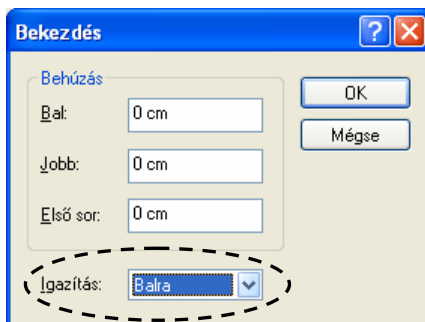 Bekezdés
Behúzás
Bal: 0 cm
OK
Mégse
Jobb: 0 cm
Első sor: 0 cm
Igazítás: Balra